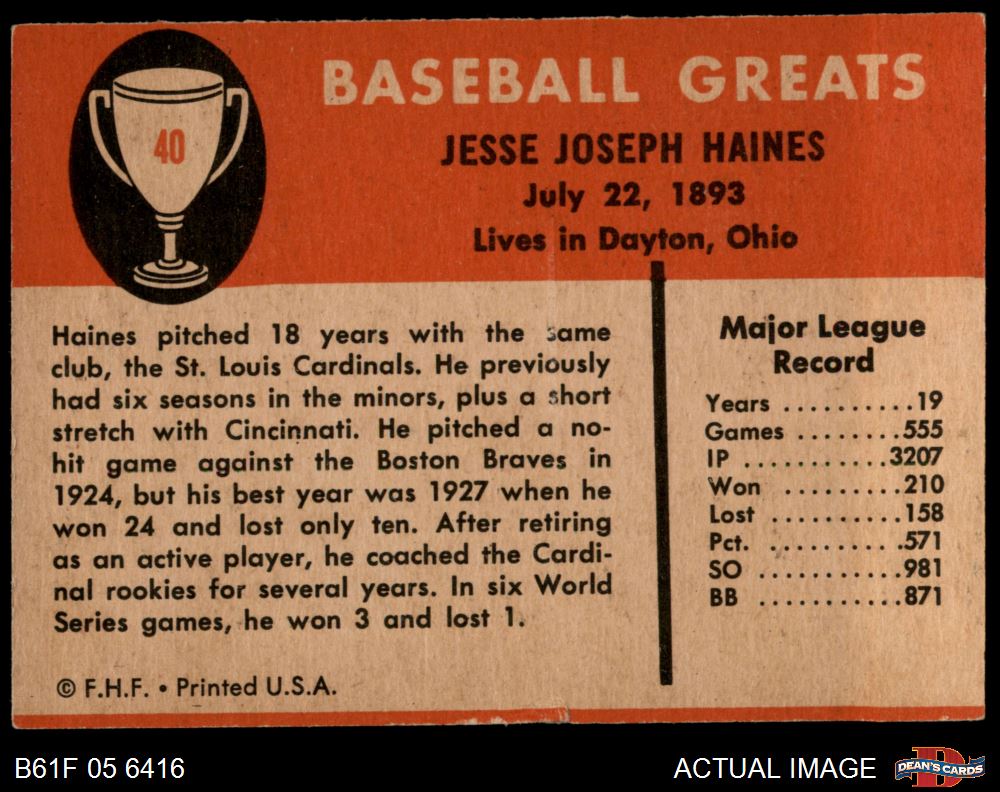 40
BASEBALL GREATS
JESSE JOSEPH HAINES
July 22, 1893
Lives in Dayton, Ohio
Haines pitched 18 years with the same
club, the St. Louis Cardinals. He previously
had six seasons in the minors, plus a short
stretch with Cincinnati. He pitched a no-
hit game against the Boston Braves in
1924, but his best year was 1927 when he
won 24 and lost only ten. After retiring
as an active player, he coached the Cardi-
nal rookies for several years. In six World
Series games, he won 3 and lost 1.
© F.H.F. • Printed U.S.A.
Major League
Record
Years ..........19
Games ........555
IP ...........3207
Won .........210
Lost ..........158
Pct. ..........571
SO ...........981
BB ...........871
B61F 05 6416
ACTUAL IMAGE
DEAN'S CARDS